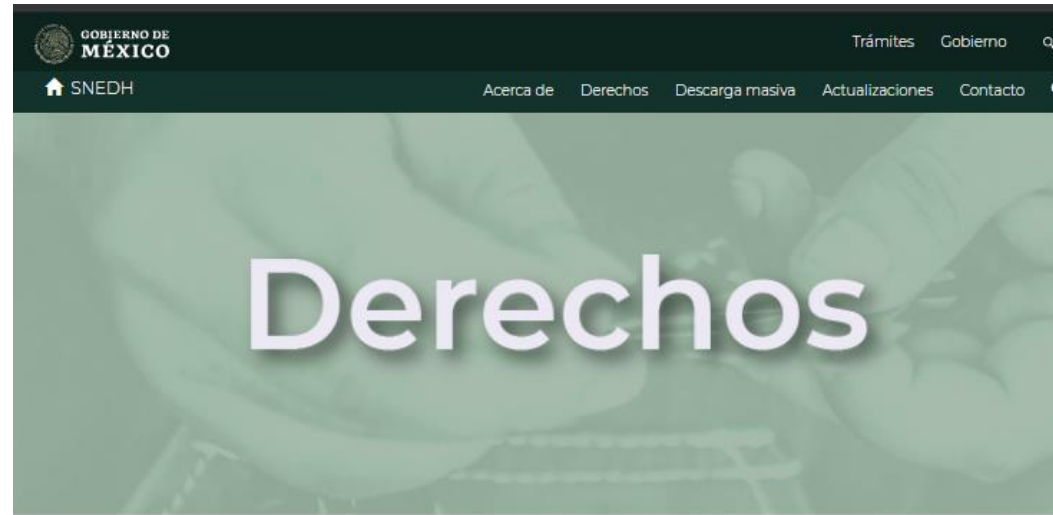 GOBIERNO DE
MÉXICO
Trámites Gobierno
SNEDH
Acerca de Derechos Descarga masiva Actualizaciones Contacto
Derechos